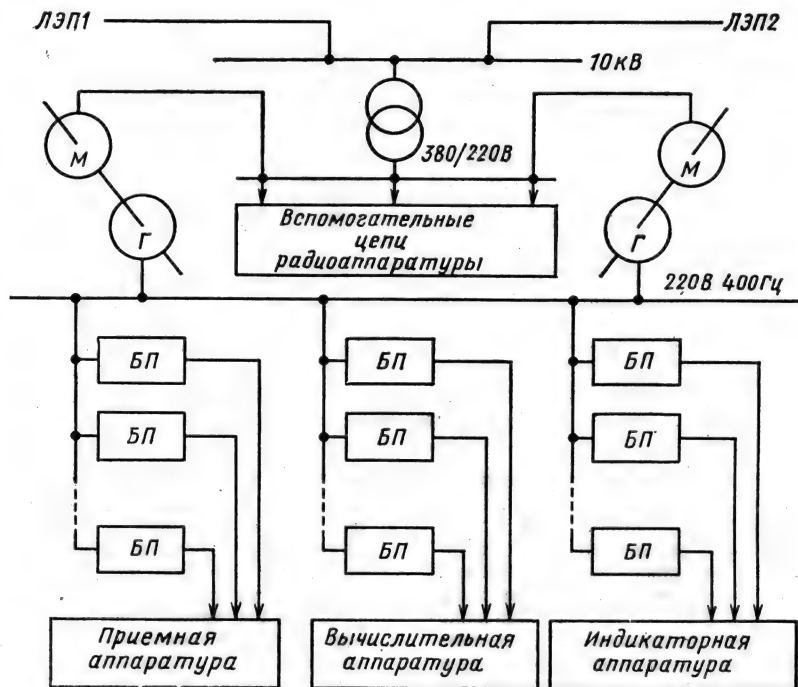 ЛЭП1
ЛЭП2
10кВ
М
380/220В
М
Г
Вспомогательные
цепи
радиоаппаратуры
Г
220В 400Гц
БП
БП
БП
БП
БП
БП
БП
БП
БП
Приемная
аппаратура
Вычислительная
аппаратура
Индикаторная
аппаратура